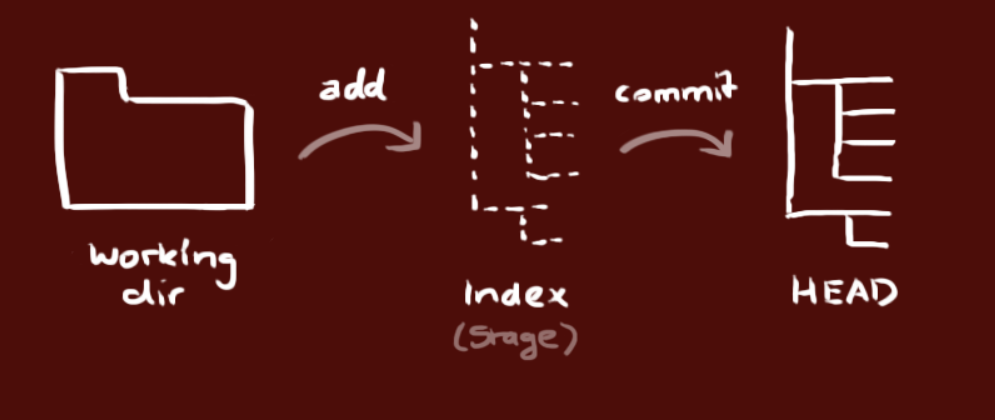 add
commit
working
dir
Index
(Stage)
HEAD